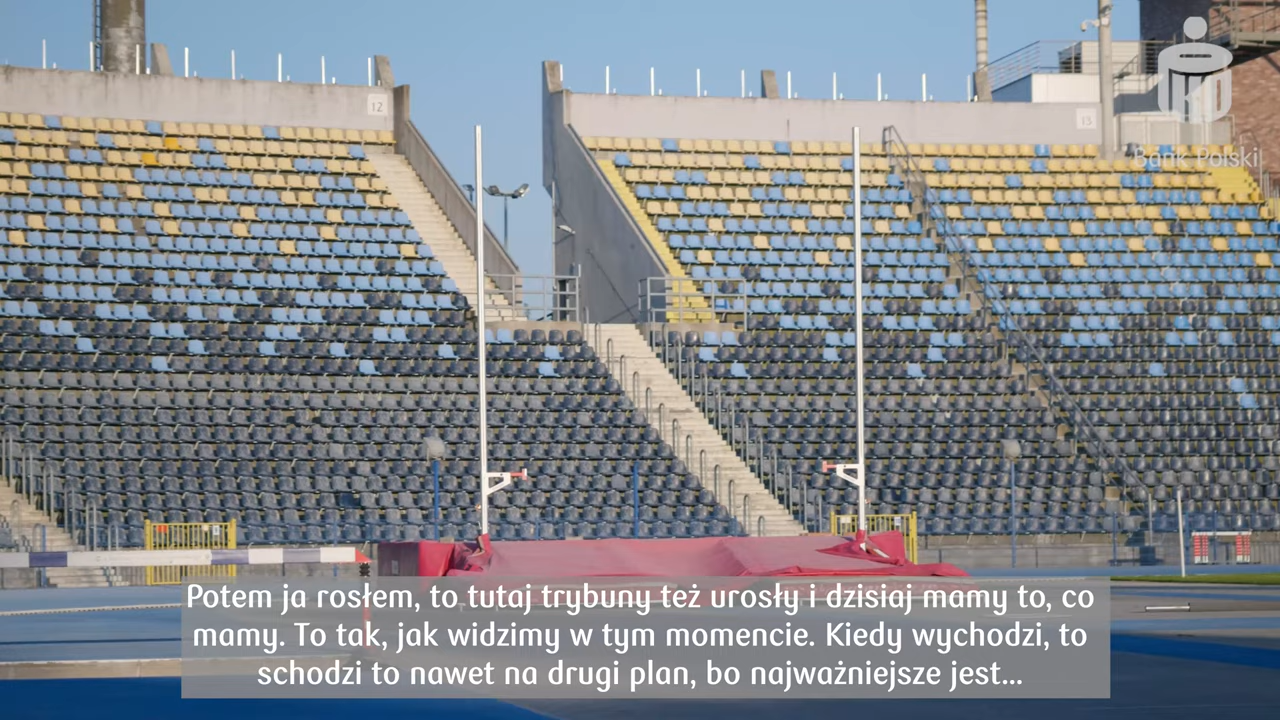 12
13
Bank Polski
Potem ja rosłem, to tutaj trybuny też urosły i dzisiaj mamy to, co
mamy. To tak, jak widzimy w tym momencie. Kiedy wychodzi, to
schodzi to nawet na drugi plan, bo najważniejsze jest...